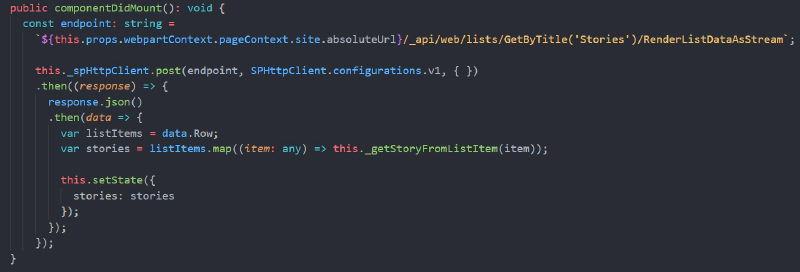 public componentDidMount(): void {
const endpoint: string =
`${this.props.webpartContext.pageContext.site.absoluteUrl}/_api/web/lists/GetByTitle('Stories')/RenderListDataAsStream`;
this._spHttpClient.post(endpoint, SPHttpClient.configurations.v1, { })
.then((response) => {
response.json()
.then(data => {
var listItems = data.Row;
var stories = listItems.map((item: any) => this._getStoryFromListItem(item));
this.setState({
stories: stories
});
});
});
}